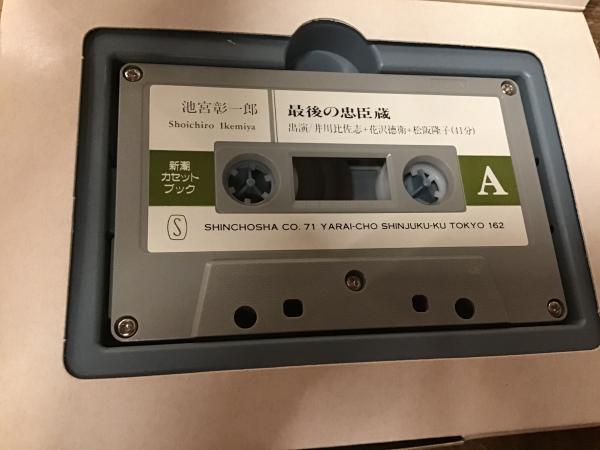 池宮彰一郎
Shoichiro Ikemiya
最後の忠臣蔵
出演/井川比佐志+花沢徳衛+松阪隆子(41分)
新潮
カセット
ブック
A
S
SHINCHOSHA CO. 71 YARAI-CHO SHINJUKU-KU TOKYO 162